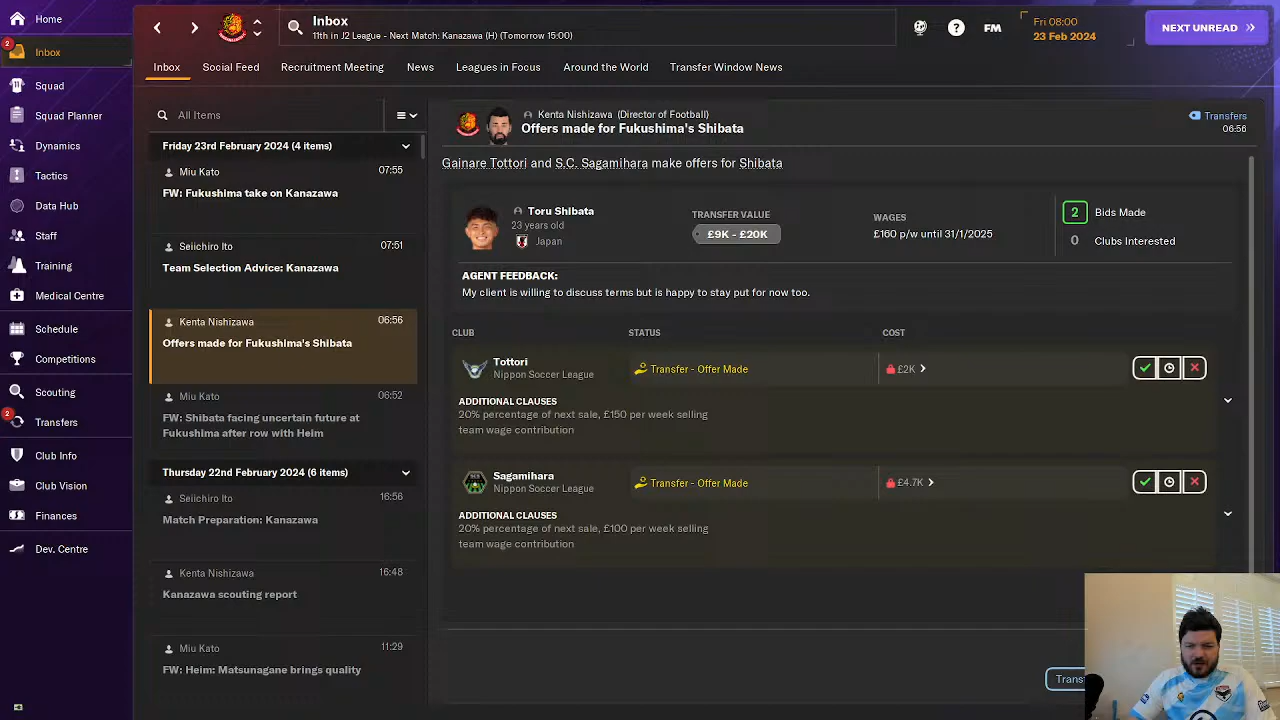 Home
2
Inbox
Squad
11
Squad Planner
Dynamics
Tactics
Data Hub
Staff
Training
Medical Centre
Schedule
Competitions
Scouting
2
Transfers
Club Info
Club Vision
Finances
Dev. Centre
Inbox
11th in J2 League - Next Match: Kanazawa (H) (Tomorrow 15:00)
?
FM
Fri 08:00
23 Feb 2024
NEXT UNREAD
Inbox
Social Feed
Recruitment Meeting
News
Leagues in Focus
Around the World
Transfer Window News
All Items
Friday 23rd February 2024 (4 items)
Miu Kato
07:55
FW: Fukushima take on Kanazawa
Seiichiro Ito
07:51
Team Selection Advice: Kanazawa
Kenta Nishizawa
06:56
Offers made for Fukushima's Shibata
Miu Kato
06:52
FW: Shibata facing uncertain future at
Fukushima after row with Heim
Thursday 22nd February 2024 (6 items)
Seiichiro Ito
16:56
Match Preparation: Kanazawa
Kenta Nishizawa
16:48
Kanazawa scouting report
Miu Kato
11:29
FW: Heim: Matsunagane brings quality
Kenta Nishizawa (Director of Football)
Offers made for Fukushima's Shibata
Transfers
06:56
Gainare Tottori and S.C. Sagamihara make offers for Shibata
Toru Shibata
23 years old
Japan
TRANSFER VALUE
£9K - £20K
WAGES
£160 p/w until 31/1/2025
2 Bids Made
0 Clubs Interested
AGENT FEEDBACK:
My client is willing to discuss terms but is happy to stay put for now too.
CLUB
STATUS
COST
Tottori
Nippon Soccer League
Transfer - Offer Made
£2K
ADDITIONAL CLAUSES
20% percentage of next sale, £150 per week selling
team wage contribution
Sagamihara
Nippon Soccer League
Transfer - Offer Made
£4.7K
ADDITIONAL CLAUSES
20% percentage of next sale, £100 per week selling
team wage contribution